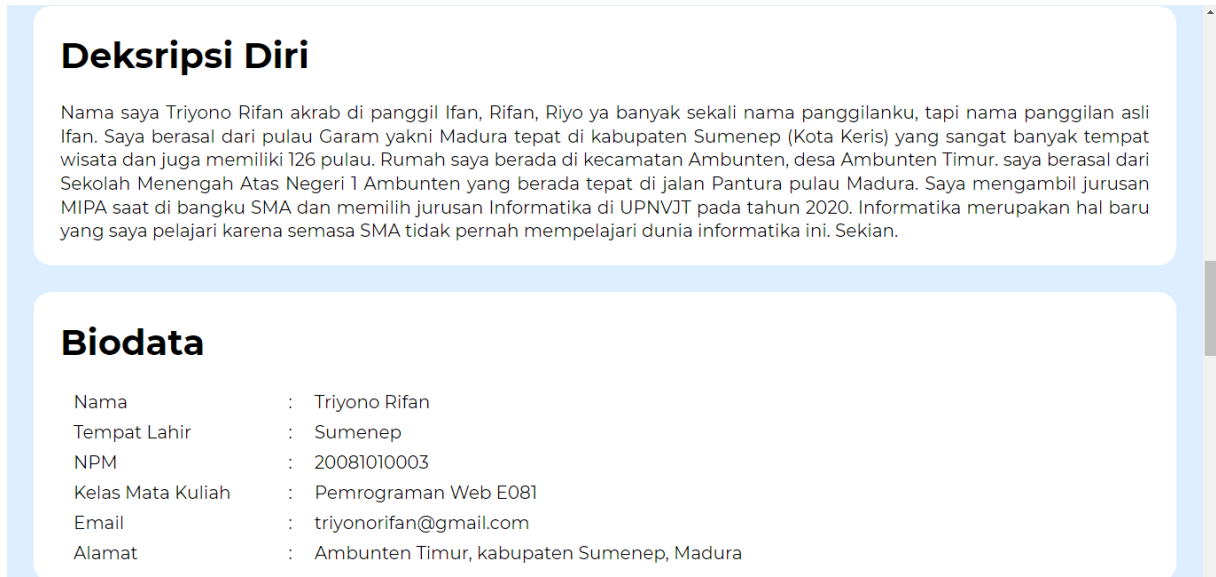 Deksripsi Diri
Nama saya Triyono Rifan akrab di panggil Ifan, Rifan, Riyo ya banyak sekali nama panggilanku, tapi nama panggilan asli
Ifan. Saya berasal dari pulau Garam yakni Madura tepat di kabupaten Sumenep (Kota Keris) yang sangat banyak tempat
wisata dan juga memiliki 126 pulau. Rumah saya berada di kecamatan Ambunten, desa Ambunten Timur. saya berasal dari
Sekolah Menengah Atas Negeri 1 Ambunten yang berada tepat di jalan Pantura pulau Madura. Saya mengambil jurusan
MIPA saat di bangku SMA dan memilih jurusan Informatika di UPNVJT pada tahun 2020. Informatika merupakan hal baru
yang saya pelajari karena semasa SMA tidak pernah mempelajari dunia informatika ini. Sekian.
Biodata
Nama : Triyono Rifan
Tempat Lahir : Sumenep
NPM : 20081010003
Kelas Mata Kuliah : Pemrograman Web E081
Email : triyonorifan@gmail.com
Alamat : Ambunten Timur, kabupaten Sumenep, Madura